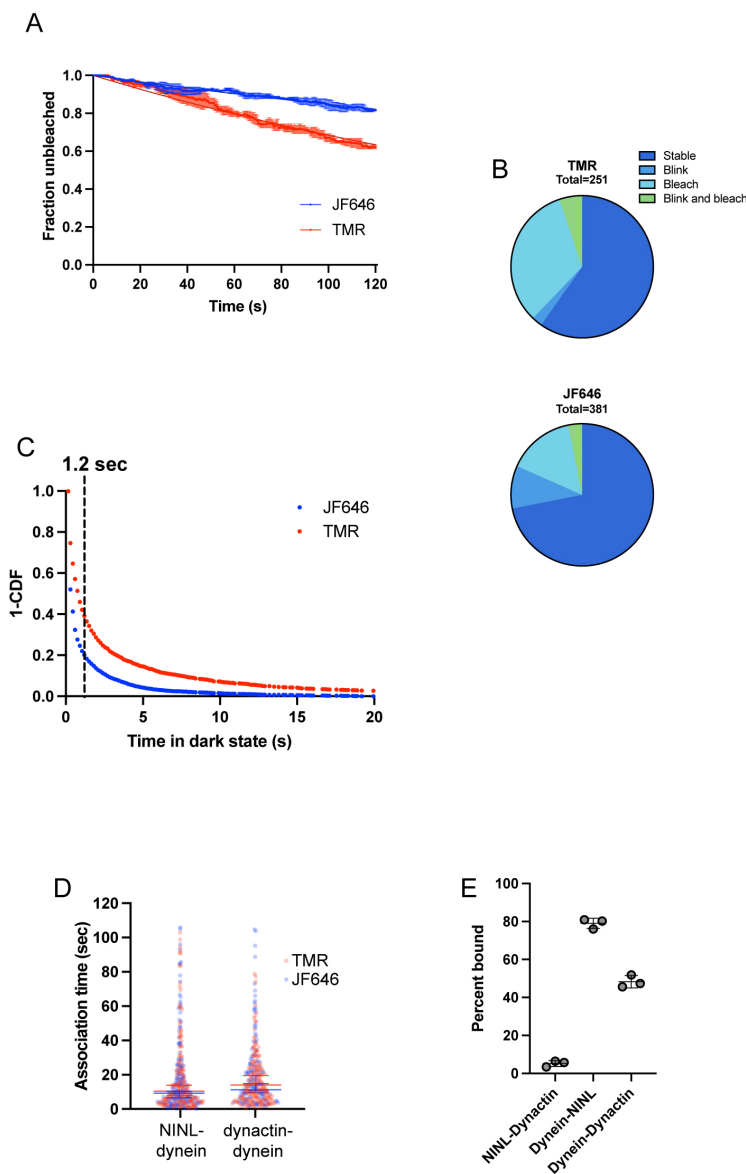 A
Fraction unbleached
1.0
0.8
0.6
0.4
0.2
0.0
JF646
TMR
0 20 40 60 80 100 120
Time (s)
B
TMR
Total=251
Stable
Blink
Bleach
Blink and bleach
JF646
Total=381
C
1.2 sec
1-CDF
1.0
0.8
0.6
0.4
0.2
0.0
JF646
TMR
0 5 10 15 20
Time in dark state (s)
D
Association time (sec)
120
100
80
60
40
20
0
TMR
JF646
NINL-
dynein
dynactin-
dynein
E
Percent bound
100
80
60
40
20
0
NINL-Dynactin
Dynein-NINL
Dynein-Dynactin